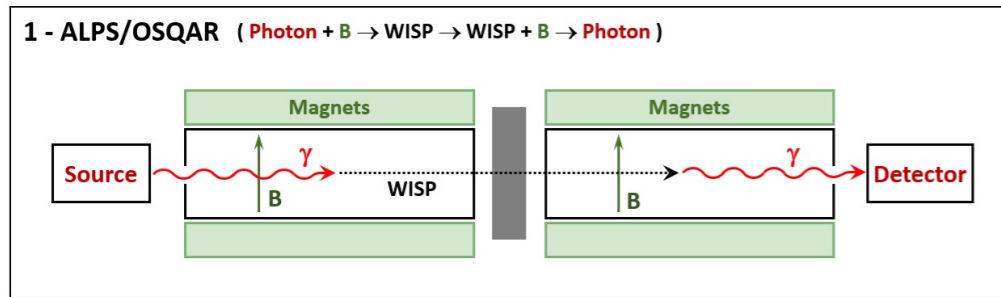 1 - ALPS/OSQAR ( Photon + B → WISP → WISP + B → Photon )
Magnets Magnets
Source γ B WISP B γ Detector